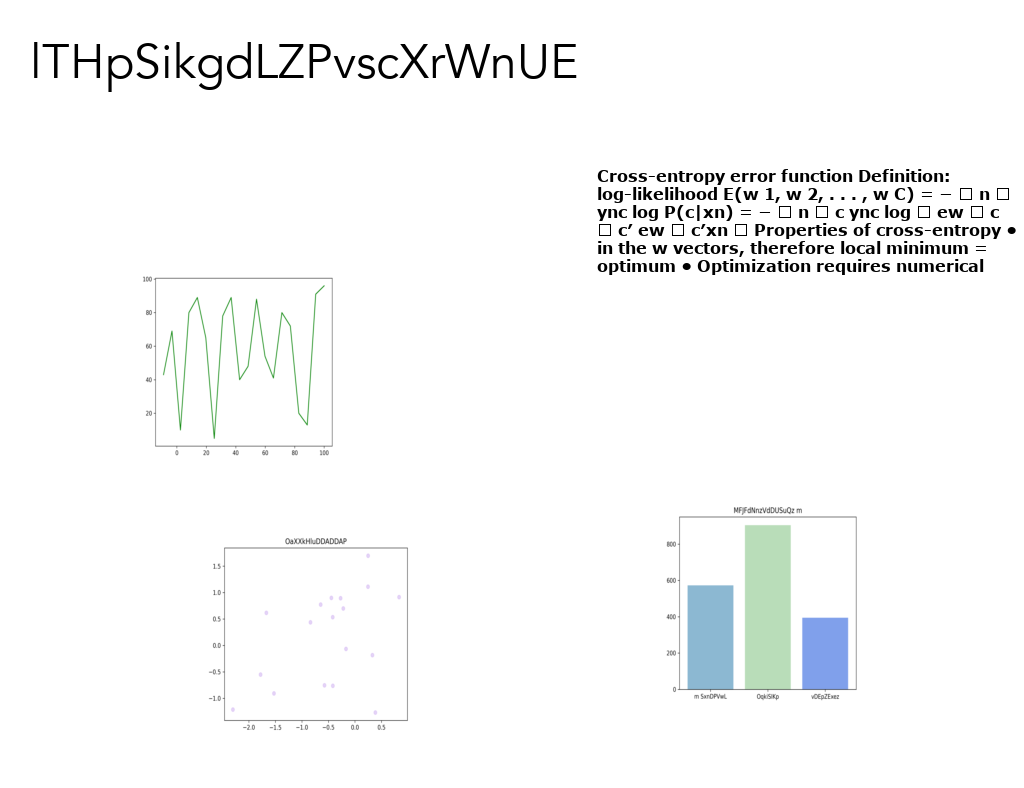 lTHpSikgdLZPvscXrWnUE
Cross-entropy error function Definition:
log-likelihood E(w 1, w 2, . . . , w C) = − □ n □
ync log P(c|xn) = − □ n □ c ync log □ ew □ c
□ c’ ew □ c’xn □ Properties of cross-entropy •
in the w vectors, therefore local minimum =
optimum • Optimization requires numerical
100
80
60
40
20
0 20 40 60 80 100
OaXXkHIuDDADDAP
1.5
1.0
0.5
0.0
−0.5
−1.0
−2.0 −1.5 −1.0 −0.5 0.0 0.5
MFjFdNnzVdDUSuQz m
800
600
400
200
0
m SxnDPVwL OqkiSIKp vDEpZExez